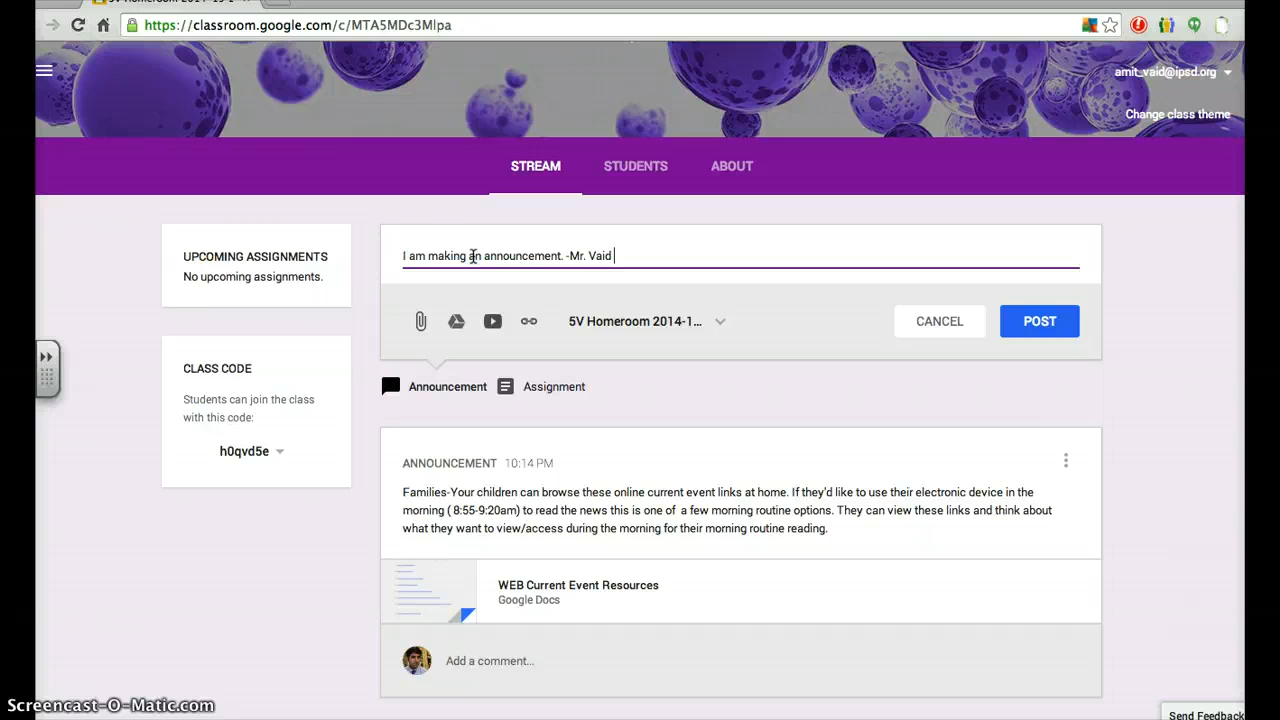 https://classroom.google.com/c/MTA5MDc3Mlpa
amit_vaid@ipsd.org
Change class theme
STREAM
STUDENTS
ABOUT
UPCOMING ASSIGNMENTS
No upcoming assignments.
CLASS CODE
Students can join the class
with this code:
h0qvd5e
I am making an announcement. -Mr. Vaid
5V Homeroom 2014-1...
CANCEL
POST
Announcement
Assignment
ANNOUNCEMENT 10:14 PM
Families-Your children can browse these online current event links at home. If they'd like to use their electronic device in the
morning ( 8:55-9:20am) to read the news this is one of a few morning routine options. They can view these links and think about
what they want to view/access during the morning for their morning routine reading.
WEB Current Event Resources
Google Docs
Add a comment...
Screencast-O-Matic.com
Send Feedback